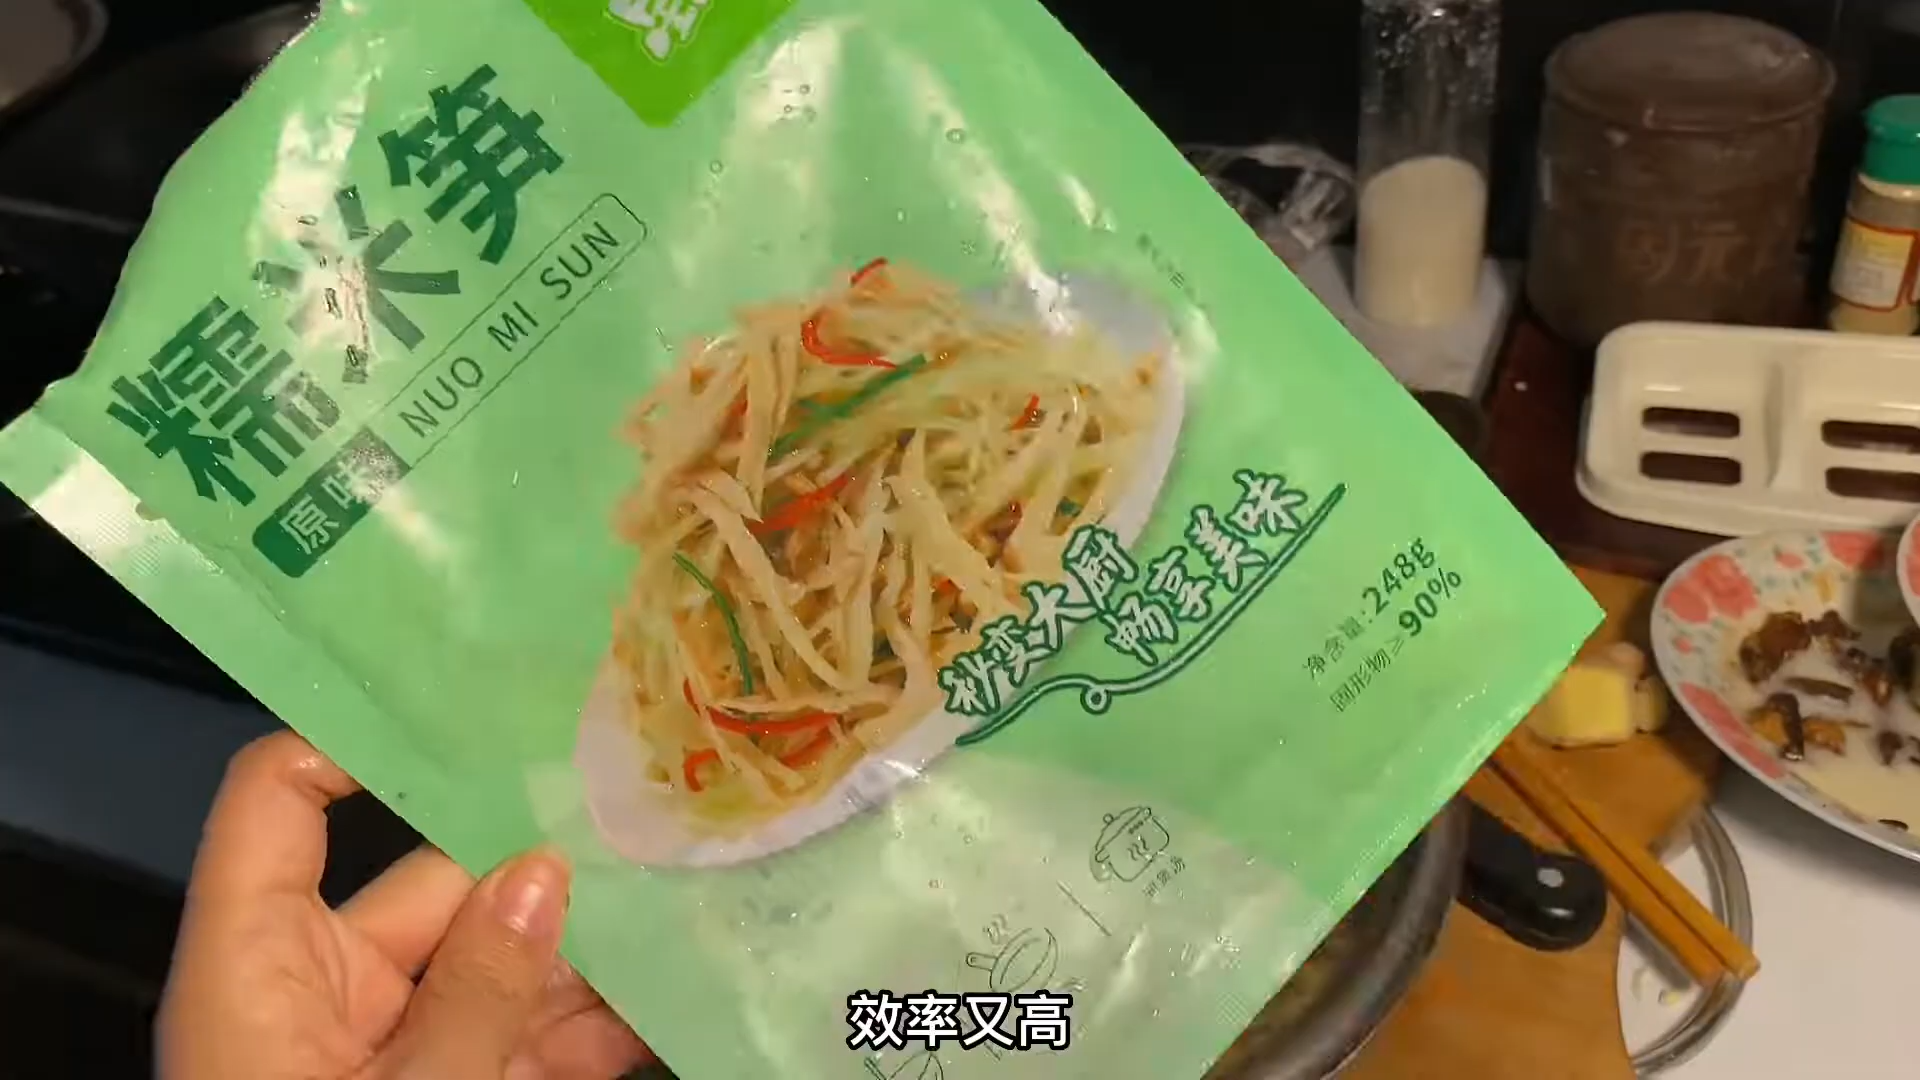 糯米笋
NUO MI SUN
原味
秒变大厨
畅享美味
净含量:248g
固形物≥90%
效率又高